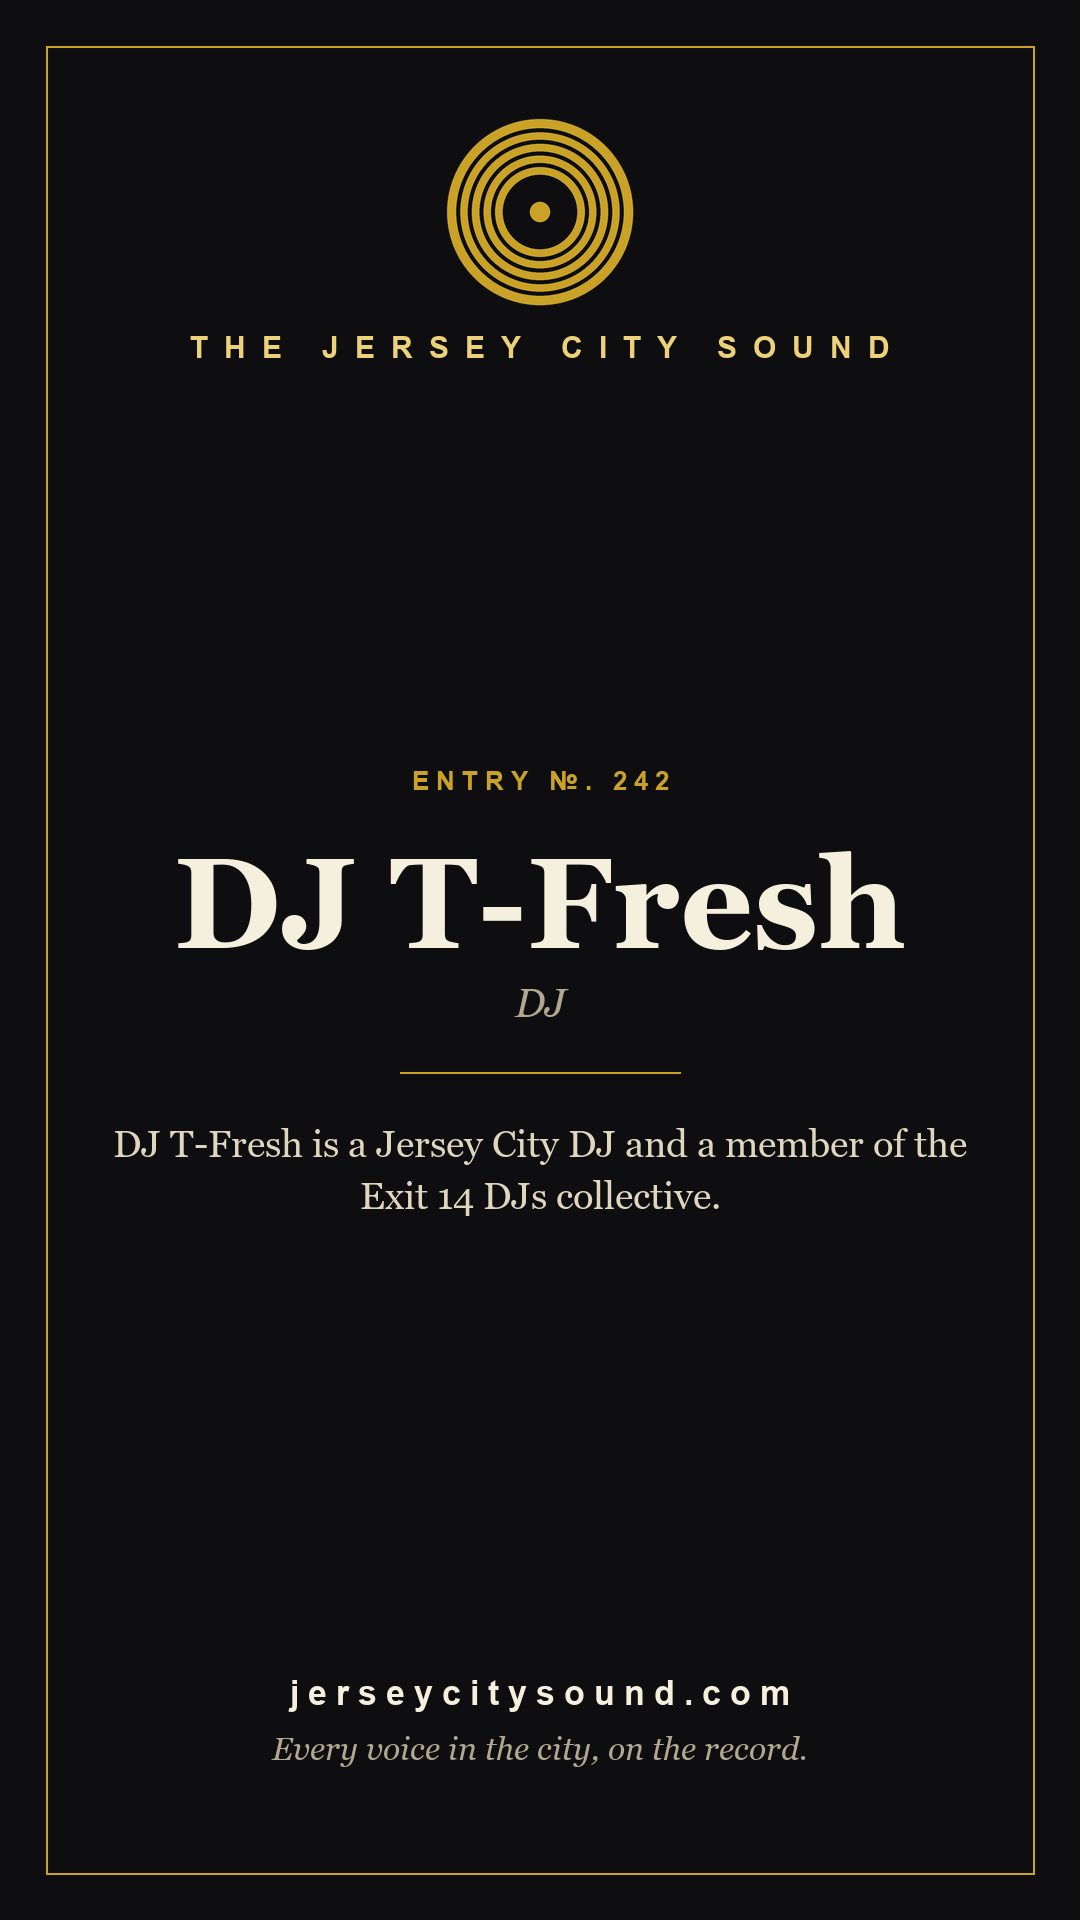 THE JERSEY CITY SOUND
ENTRY №. 242
DJ T-Fresh
DJ
DJ T-Fresh is a Jersey City DJ and a member of the
Exit 14 DJs collective.
jerseycitysound.com
Every voice in the city, on the record.